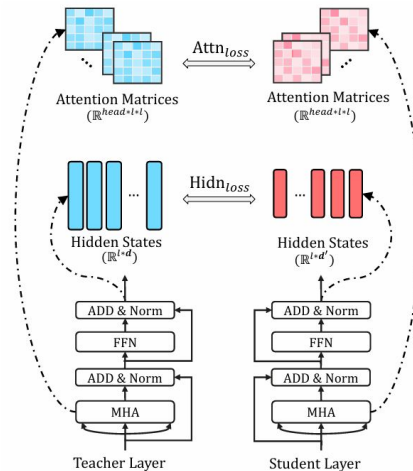 Attn_loss
Attention Matrices Attention Matrices
(ℝ^head∗l∗l) (ℝ^head∗l∗l)
Hidn_loss
... ...
Hidden States Hidden States
(ℝ^l∗d) (ℝ^l∗d′)
ADD & Norm ADD & Norm
FFN FFN
ADD & Norm ADD & Norm
MHA MHA
Teacher Layer Student Layer